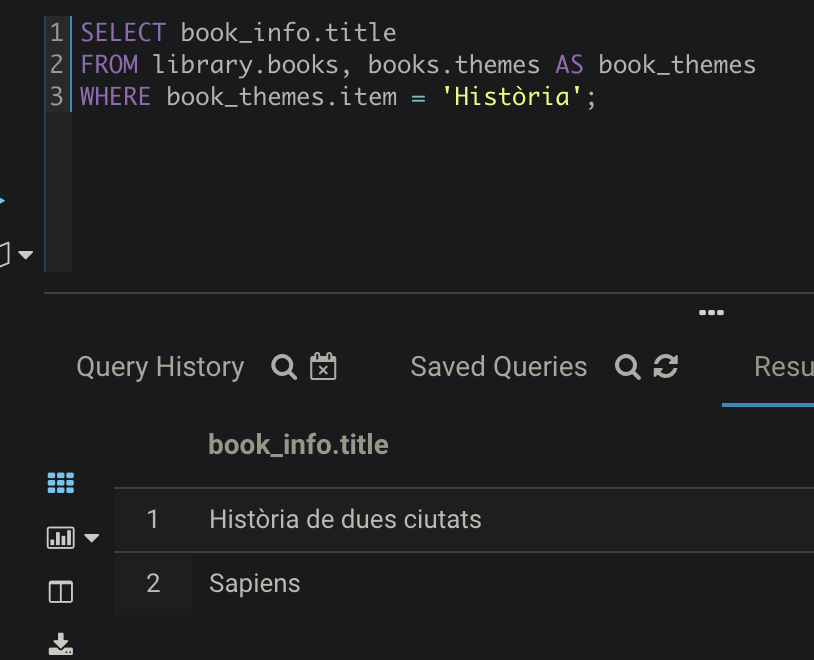 1 SELECT book_info.title
2 FROM library.books, books.themes AS book_themes
3 WHERE book_themes.item = 'Història';
Query History Saved Queries Resu
book_info.title
1 Història de dues ciutats
2 Sapiens